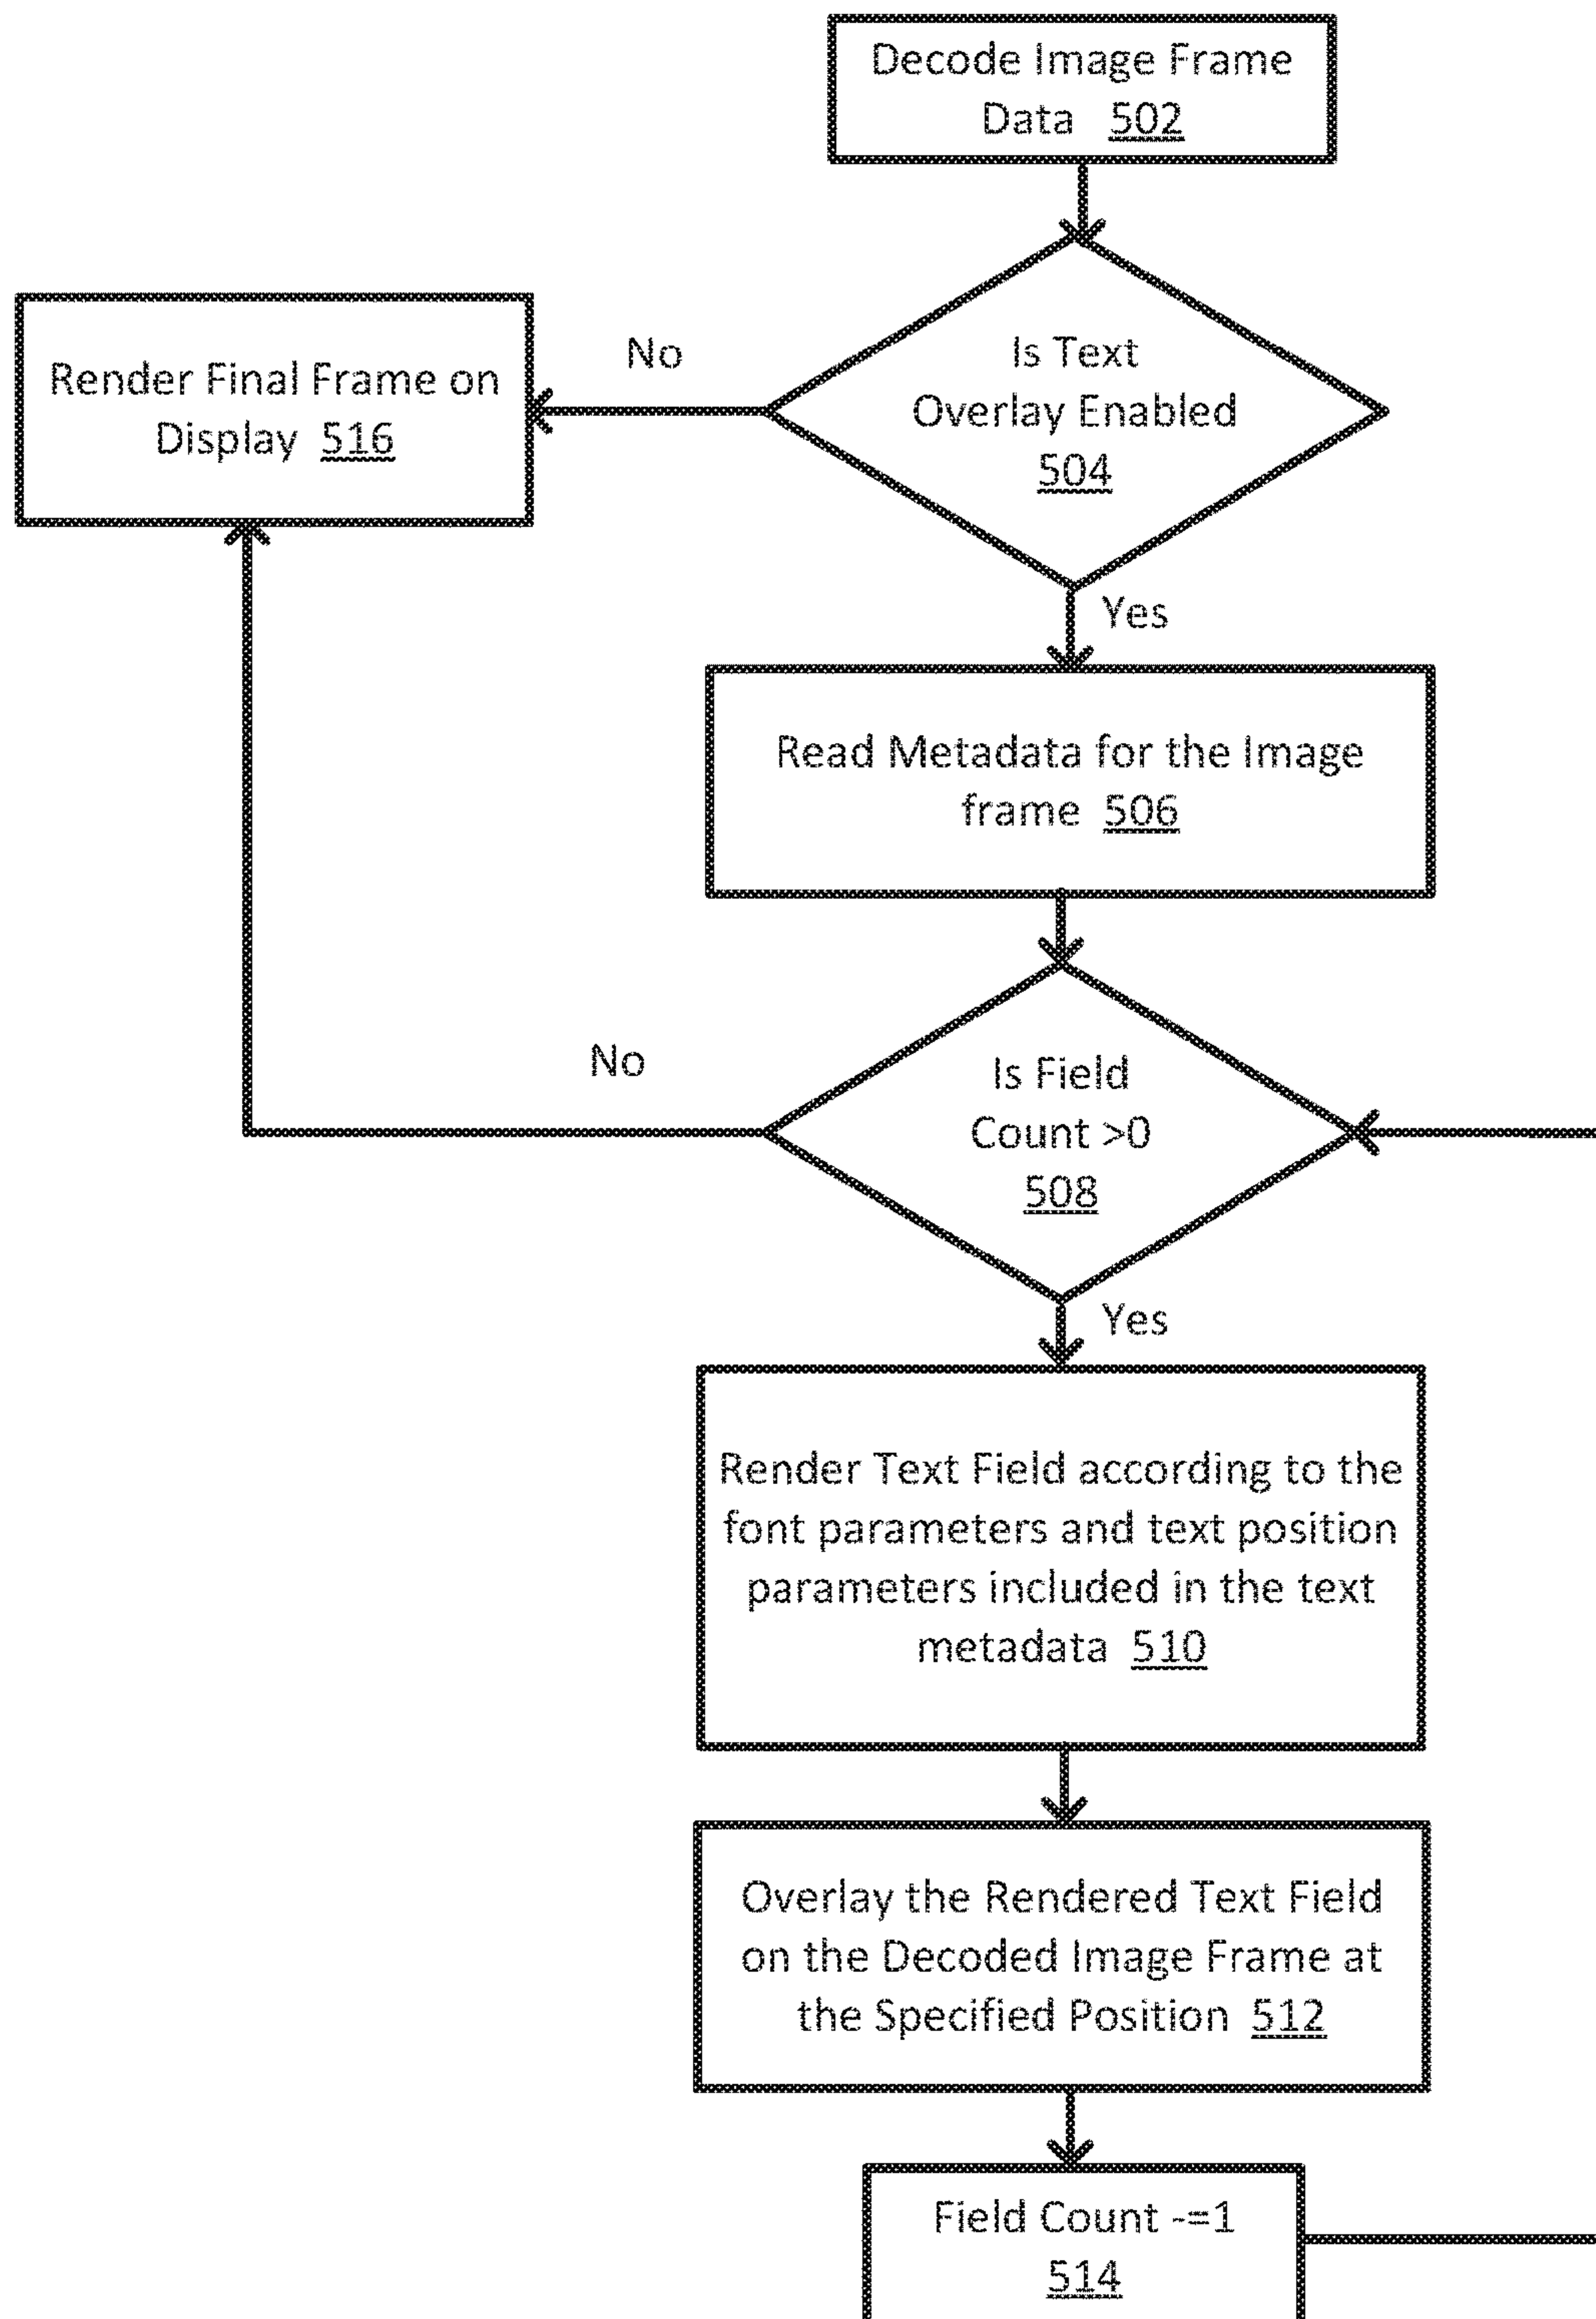 Decode Image Frame
Data 502
Is Text
Overlay Enabled
504
No
Render Final Frame on
Display 516
Yes
Read Metadata for the Image
frame 506
Is Field
Count >0
508
No
Yes
Render Text Field according to the
font parameters and text position
parameters included in the text
metadata 510
Overlay the Rendered Text Field
on the Decoded Image Frame at
the Specified Position 512
Field Count -=1
514